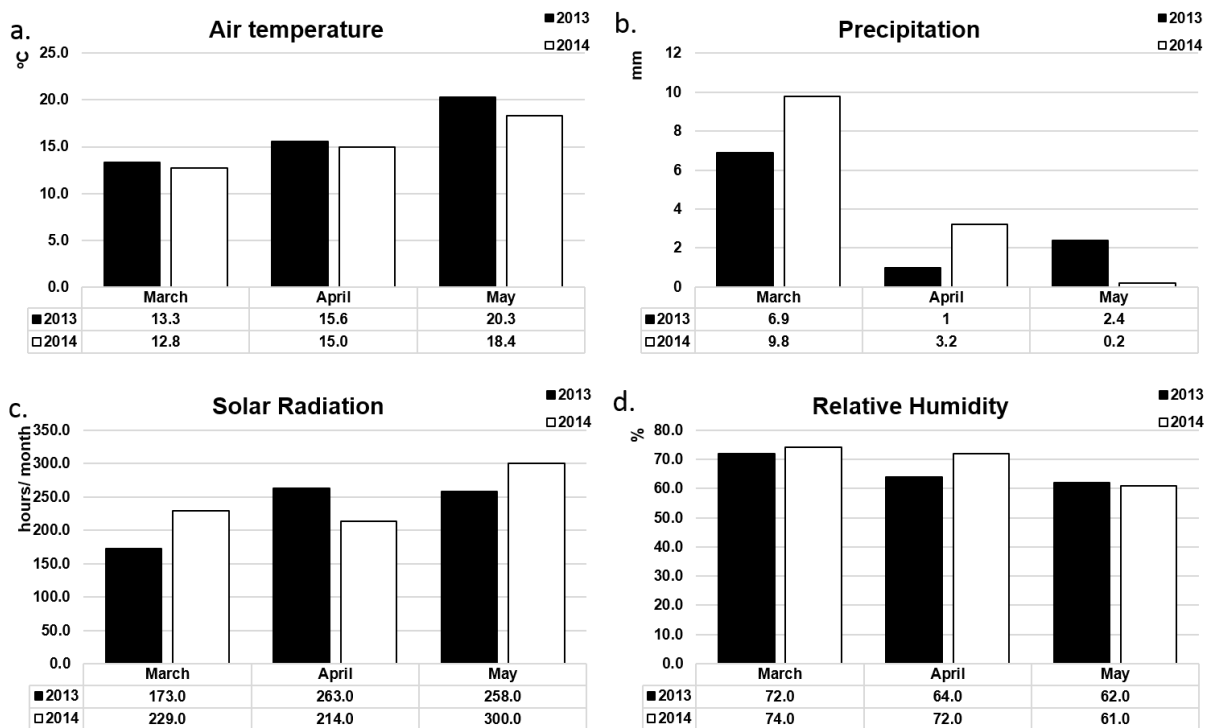 a.
Air temperature
2013
2014
°C
25.0
20.0
15.0
10.0
5.0
0.0
March April May
2013 13.3 15.6 20.3
2014 12.8 15.0 18.4
b.
Precipitation
2013
2014
mm
12
10
8
6
4
2
0
March April May
2013 6.9 1 2.4
2014 9.8 3.2 0.2
c.
Solar Radiation
2013
2014
hours/ month
350.0
300.0
250.0
200.0
150.0
100.0
50.0
0.0
March April May
2013 173.0 263.0 258.0
2014 229.0 214.0 300.0
d.
Relative Humidity
2013
2014
%
80.0
70.0
60.0
50.0
40.0
30.0
20.0
10.0
0.0
March April May
2013 72.0 64.0 62.0
2014 74.0 72.0 61.0